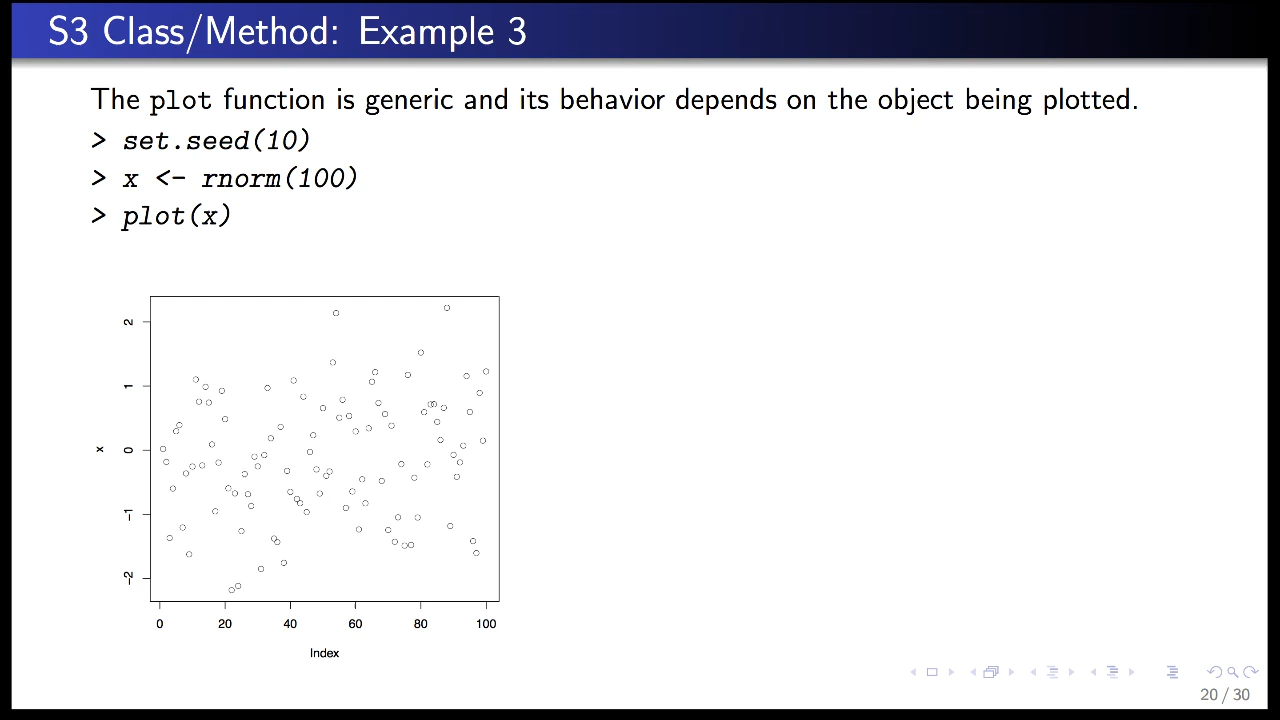 S3 Class/Method: Example 3
The plot function is generic and its behavior depends on the object being plotted.
> set.seed(10)
> x <- rnorm(100)
> plot(x)
2
1
0
−1
−2
x
0 20 40 60 80 100
Index
20 / 30